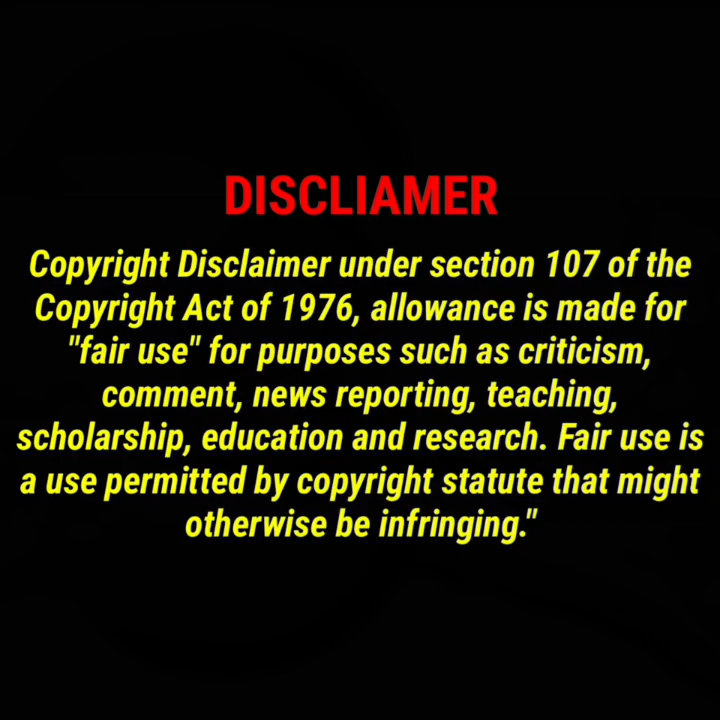 DISCLIAMER
Copyright Disclaimer under section 107 of the
Copyright Act of 1976, allowance is made for
"fair use" for purposes such as criticism,
comment, news reporting, teaching,
scholarship, education and research. Fair use is
a use permitted by copyright statute that might
otherwise be infringing."